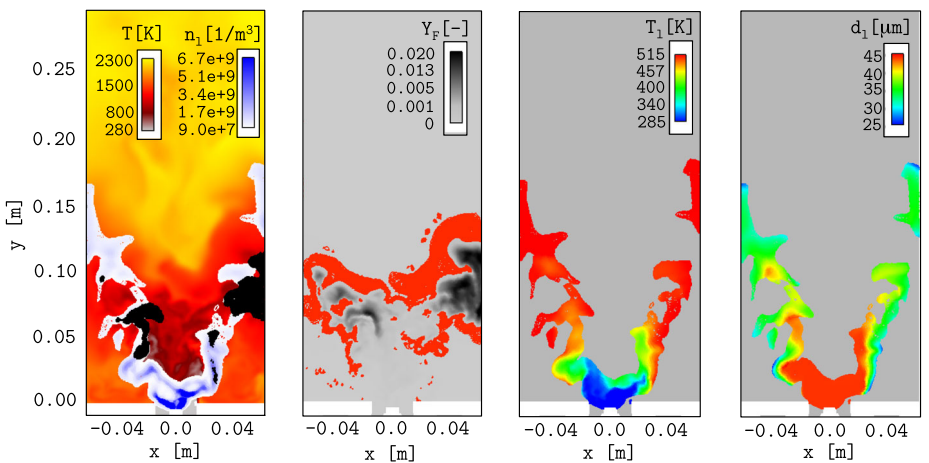 T[K] n_l[1/m³]
2300
1500
800
280
6.7e+9
5.1e+9
3.4e+9
1.7e+9
9.0e+7
Y_F[-]
0.020
0.013
0.005
0.001
0
T_l[K]
515
457
400
340
285
d_l[μm]
45
40
35
30
25
y [m]
0.25
0.20
0.15
0.10
0.05
0.00
-0.04 0.0 0.04
x [m]
-0.04 0.0 0.04
x [m]
-0.04 0.0 0.04
x [m]
-0.04 0.0 0.04
x [m]